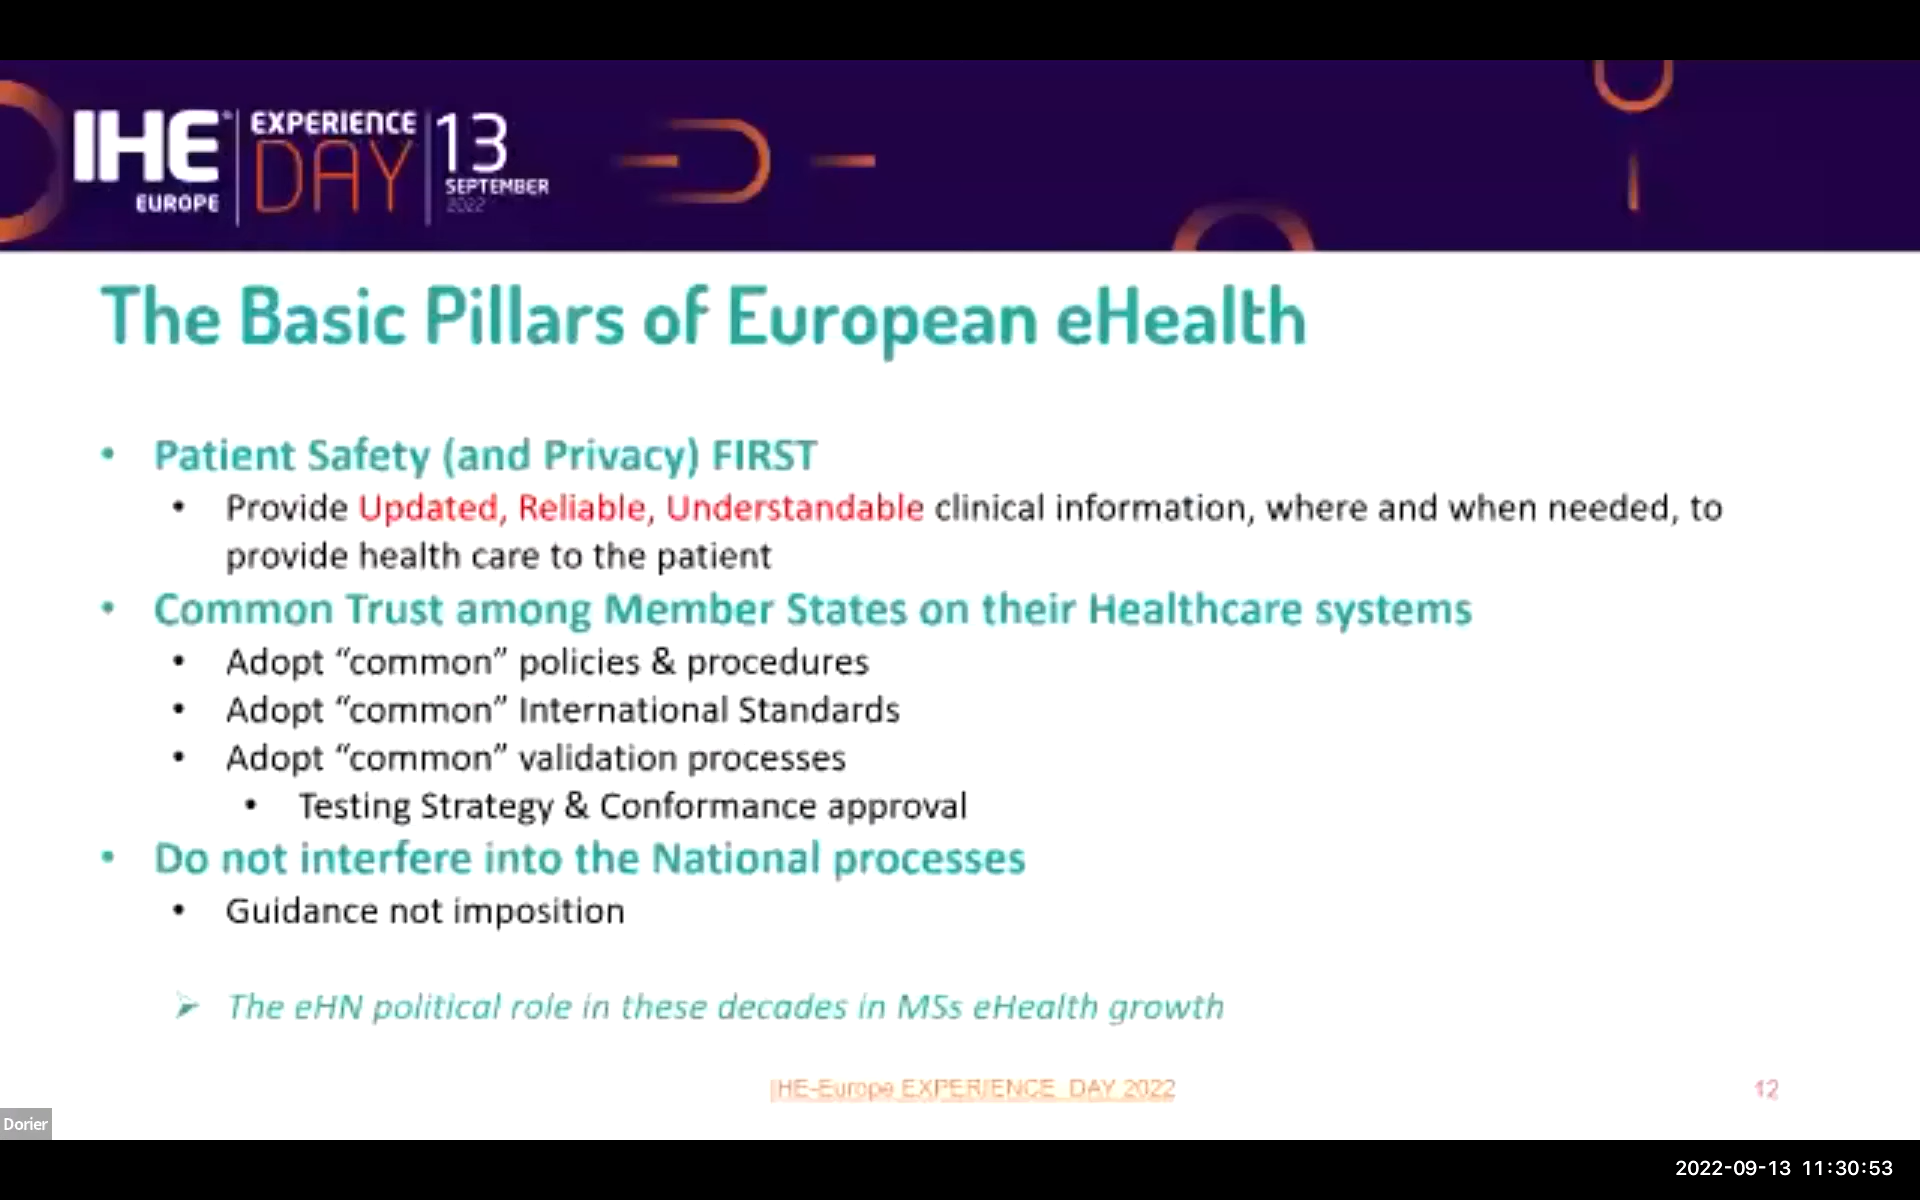 IHE EUROPE
EXPERIENCE DAY
13 SEPTEMBER 2022
The Basic Pillars of European eHealth
• Patient Safety (and Privacy) FIRST
• Provide Updated, Reliable, Understandable clinical information, where and when needed, to
provide health care to the patient
• Common Trust among Member States on their Healthcare systems
• Adopt “common” policies & procedures
• Adopt “common” International Standards
• Adopt “common” validation processes
• Testing Strategy & Conformance approval
• Do not interfere into the National processes
• Guidance not imposition
➢ The eHN political role in these decades in MSs eHealth growth
IHE-Europe EXPERIENCE DAY 2022
12
Dorier
2022-09-13 11:30:53